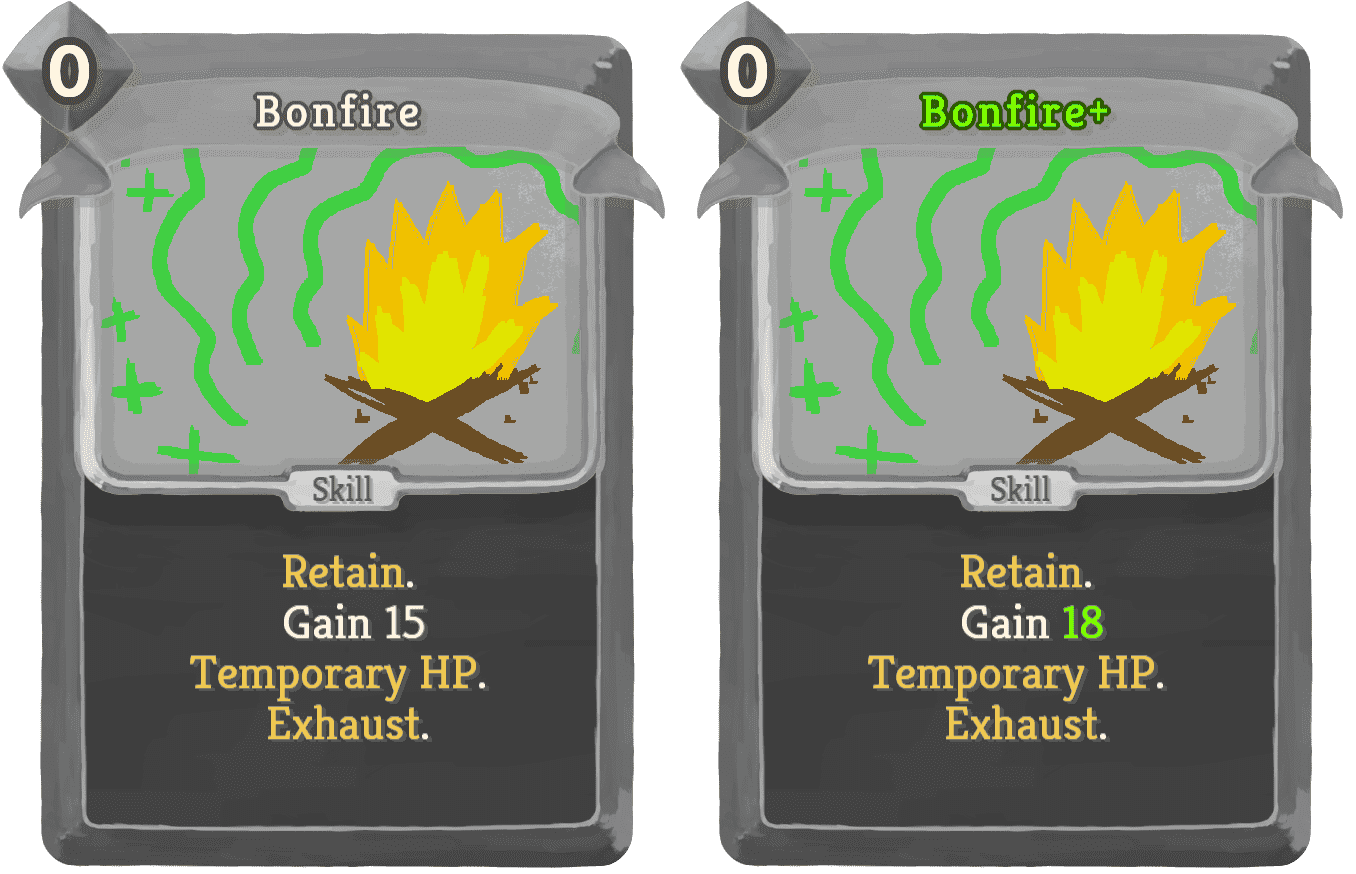 0
Bonfire
Skill
Retain.
Gain 15
Temporary HP.
Exhaust.
0
Bonfire+
Skill
Retain.
Gain 18
Temporary HP.
Exhaust.